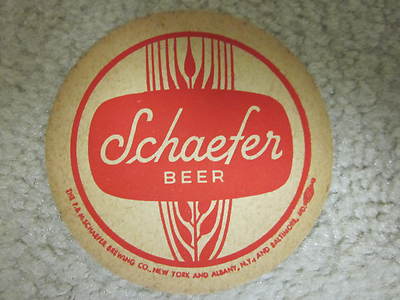 Schaefer
BEER
THE F. & M. SCHAEFER BREWING CO., NEW YORK AND ALBANY, N.Y. AND BALTIMORE, MD.